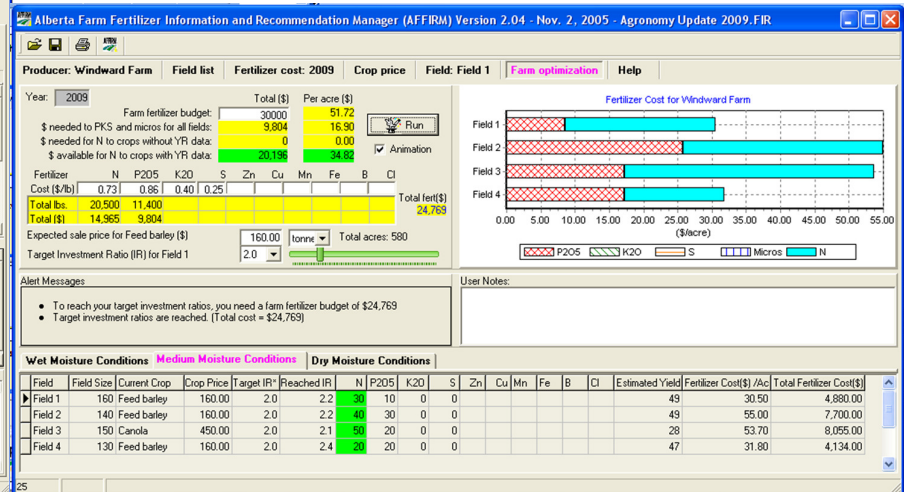 Alberta Farm Fertilizer Information and Recommendation Manager (AFFIRM) Version 2.04 - Nov. 2, 2005 - Agronomy Update 2009.FIR
Producer: Windward Farm Field list Fertilizer cost: 2009 Crop price Field: Field 1 Farm optimization Help
Year: 2009 Total ($) Per acre ($)
Farm fertilizer budget: 30000 51.72
$ needed to PKS and micros for all fields: 9,804 16.90
$ needed for N to crops without YR data: 0 0.00
$ available for N to crops with YR data: 20,196 34.82
Run
Animation
Fertilizer N P2O5 K2O S Zn Cu Mn Fe B Cl
Cost ($/lb) 0.73 0.86 0.40 0.25
Total lbs. 20,500 11,400
Total ($) 14,965 9,804
Total fert($)
24,769
Expected sale price for Feed barley ($) 160.00 tonne Total acres: 580
Target Investment Ratio (IR) for Field 1 2.0
Fertilizer Cost for Windward Farm
Field 1
Field 2
Field 3
Field 4
0.00 5.00 10.00 15.00 20.00 25.00 30.00 35.00 40.00 45.00 50.00 55.00
($/acre)
P2O5 K2O S Micros N
Alert Messages
• To reach your target investment ratios, you need a farm fertilizer budget of $24,769
• Target investment ratios are reached. (Total cost = $24,769)
User Notes:
Wet Moisture Conditions Medium Moisture Conditions Dry Moisture Conditions
Field Field Size Current Crop Crop Price Target IR* Reached IR N P2O5 K2O S Zn Cu Mn Fe B Cl Estimated Yield Fertilizer Cost($) /Ac Total Fertilizer Cost($)
Field 1 160 Feed barley 160.00 2.0 2.2 30 10 0 0 49 30.50 4,880.00
Field 2 140 Feed barley 160.00 2.0 2.2 40 30 0 0 49 55.00 7,700.00
Field 3 150 Canola 450.00 2.0 2.1 50 20 0 0 28 53.70 8,055.00
Field 4 130 Feed barley 160.00 2.0 2.4 20 20 0 0 47 31.80 4,134.00
25